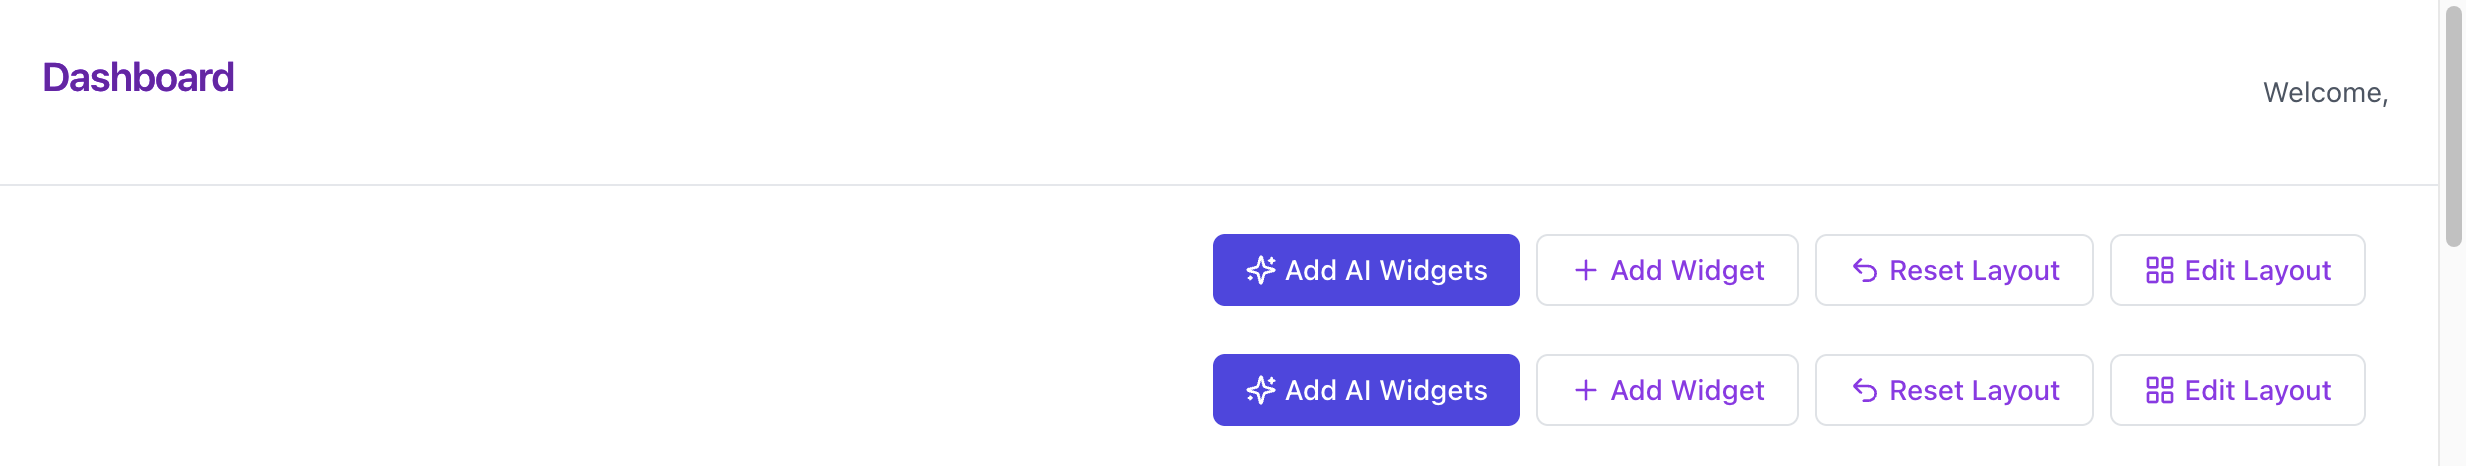 Dashboard
Welcome,
Add AI Widgets
Add Widget
Reset Layout
Edit Layout
Add AI Widgets
Add Widget
Reset Layout
Edit Layout